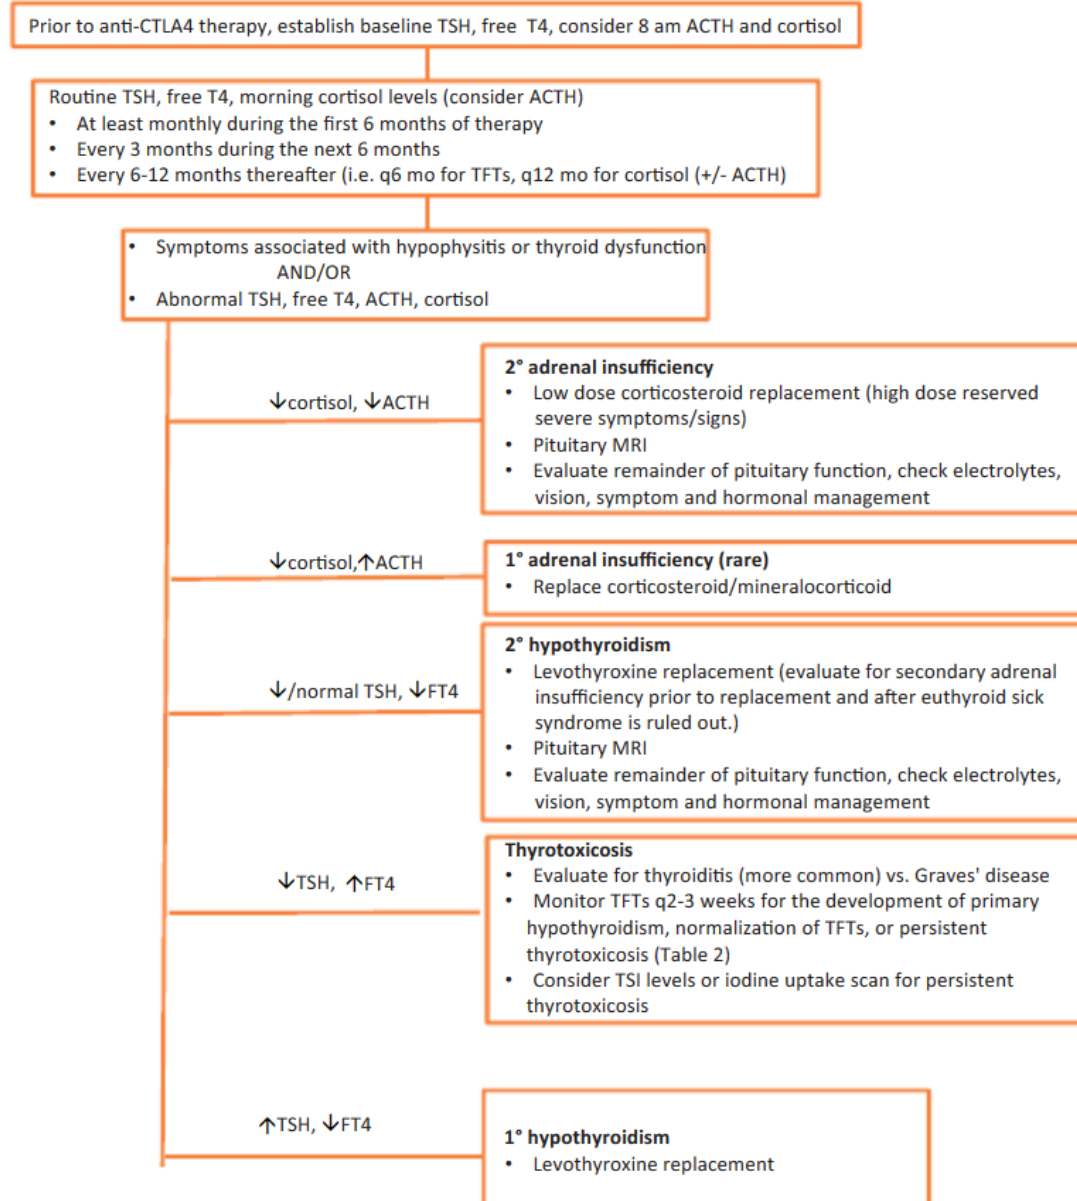 Prior to anti-CTLA4 therapy, establish baseline TSH, free T4, consider 8 am ACTH and cortisol
Routine TSH, free T4, morning cortisol levels (consider ACTH)
• At least monthly during the first 6 months of therapy
• Every 3 months during the next 6 months
• Every 6-12 months thereafter (i.e. q6 mo for TFTs, q12 mo for cortisol (+/- ACTH)
• Symptoms associated with hypophysitis or thyroid dysfunction
AND/OR
• Abnormal TSH, free T4, ACTH, cortisol
↓cortisol, ↓ACTH
2° adrenal insufficiency
• Low dose corticosteroid replacement (high dose reserved
severe symptoms/signs)
• Pituitary MRI
• Evaluate remainder of pituitary function, check electrolytes,
vision, symptom and hormonal management
↓cortisol,↑ACTH
1° adrenal insufficiency (rare)
• Replace corticosteroid/mineralocorticoid
↓/normal TSH, ↓FT4
2° hypothyroidism
• Levothyroxine replacement (evaluate for secondary adrenal
insufficiency prior to replacement and after euthyroid sick
syndrome is ruled out.)
• Pituitary MRI
• Evaluate remainder of pituitary function, check electrolytes,
vision, symptom and hormonal management
↓TSH, ↑FT4
Thyrotoxicosis
• Evaluate for thyroiditis (more common) vs. Graves' disease
• Monitor TFTs q2-3 weeks for the development of primary
hypothyroidism, normalization of TFTs, or persistent
thyrotoxicosis (Table 2)
• Consider TSI levels or iodine uptake scan for persistent
thyrotoxicosis
↑TSH, ↓FT4
1° hypothyroidism
• Levothyroxine replacement